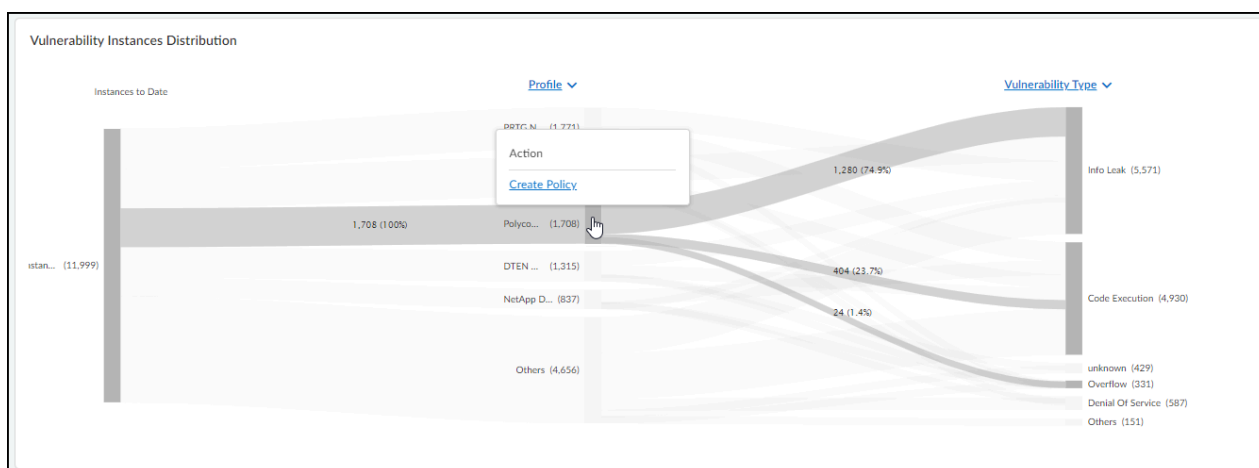 Vulnerability Instances Distribution
Instances to Date
Profile
Vulnerability Type
PRTG N... (1,771)
Action
Create Policy
1,280 (74.9%)
Info Leak (5,571)
1,708 (100%)
Polyco... (1,708)
stan... (11,999)
DTEN ... (1,315)
404 (23.7%)
NetApp D... (837)
Code Execution (4,930)
24 (1.4%)
Others (4,656)
unknown (429)
Overflow (331)
Denial Of Service (587)
Others (151)